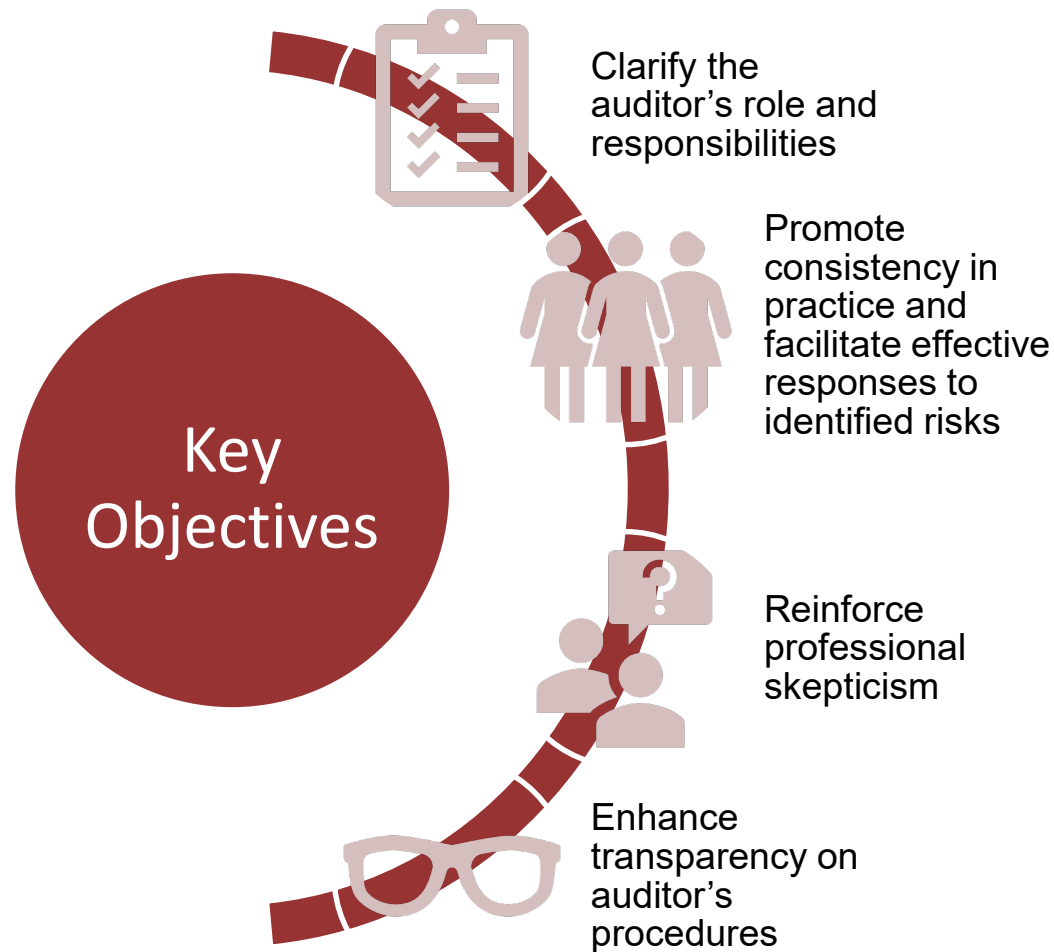 Clarify the
auditor’s role and
responsibilities
Promote
consistency in
practice and
facilitate effective
responses to
identified risks
Key
Objectives
?
Reinforce
professional
skepticism
Enhance
transparency on
auditor’s
procedures